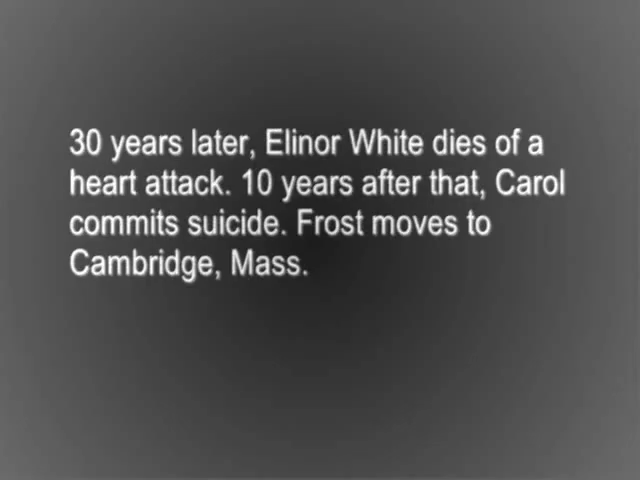 30 years later, Elinor White dies of a
heart attack. 10 years after that, Carol
commits suicide. Frost moves to
Cambridge, Mass.